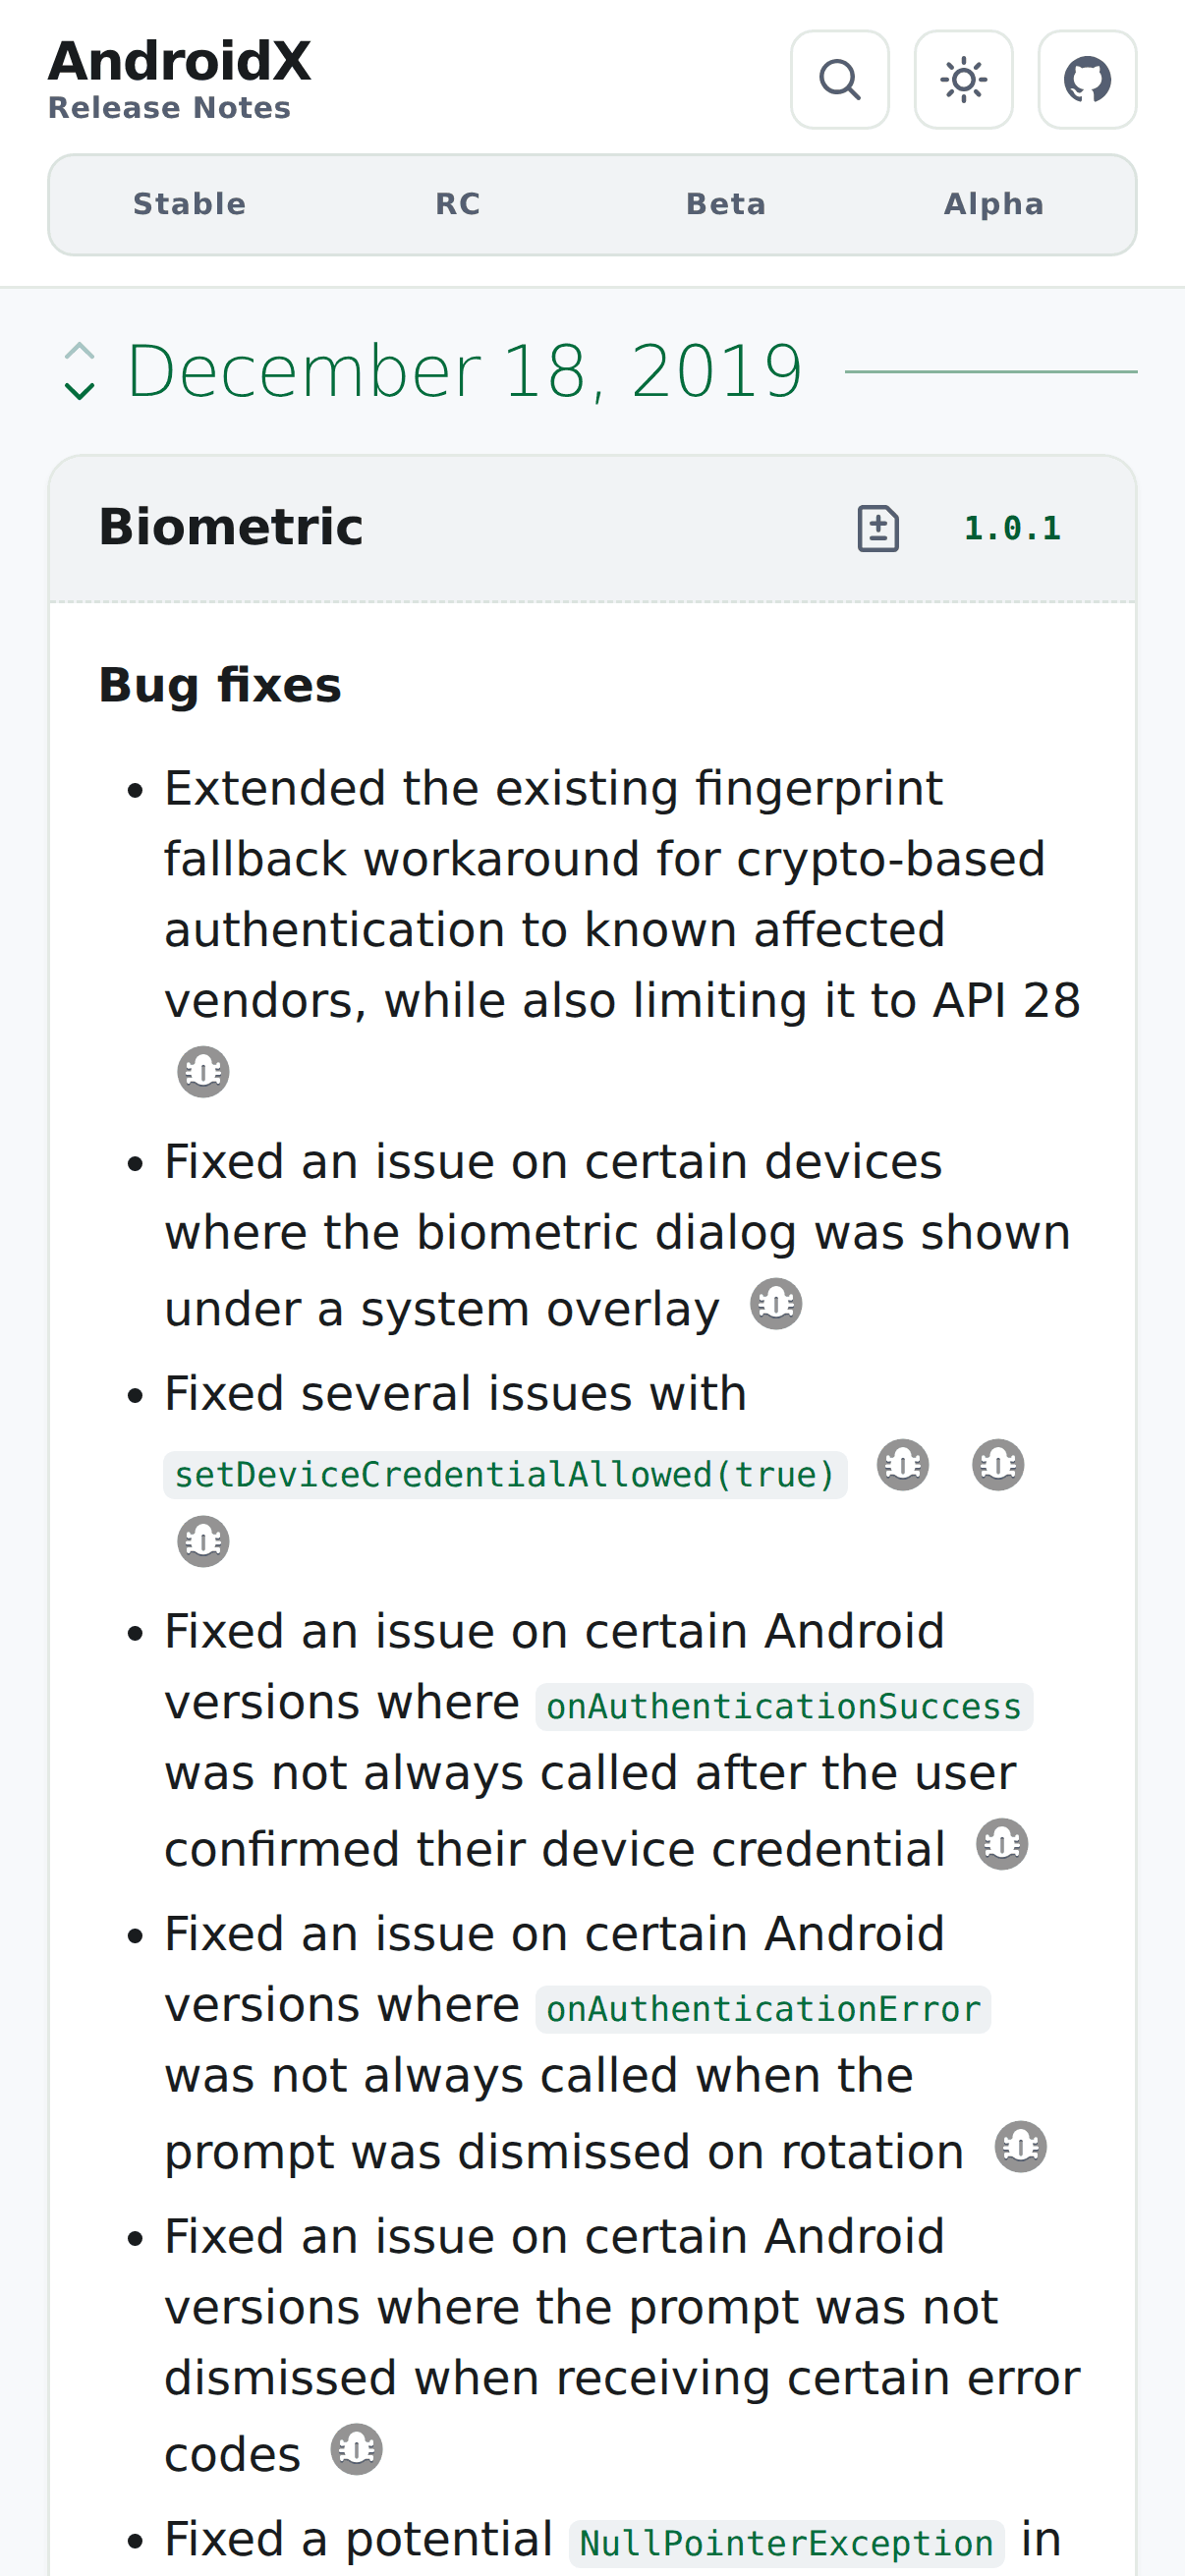 AndroidX
Release Notes
Stable RC Beta Alpha
December 18, 2019
Biometric 1.0.1
Bug fixes
• Extended the existing fingerprint
fallback workaround for crypto-based
authentication to known affected
vendors, while also limiting it to API 28
• Fixed an issue on certain devices
where the biometric dialog was shown
under a system overlay
• Fixed several issues with
setDeviceCredentialAllowed(true)
• Fixed an issue on certain Android
versions where onAuthenticationSuccess
was not always called after the user
confirmed their device credential
• Fixed an issue on certain Android
versions where onAuthenticationError
was not always called when the
prompt was dismissed on rotation
• Fixed an issue on certain Android
versions where the prompt was not
dismissed when receiving certain error
codes
• Fixed a potential NullPointerException in